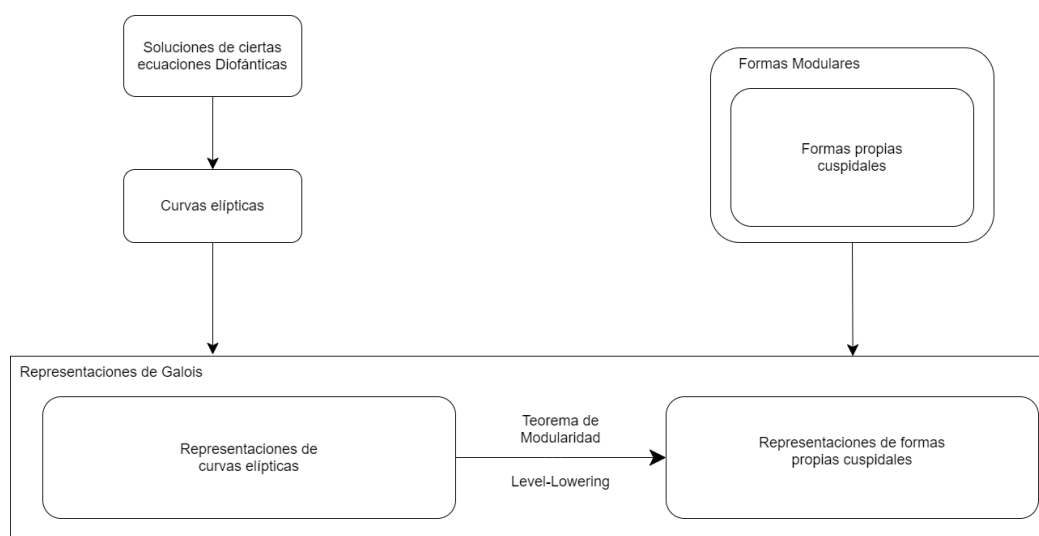 Soluciones de ciertas
ecuaciones Diofánticas
Formas Modulares
Formas propias
cuspidales
Curvas elípticas
Representaciones de Galois
Representaciones de
curvas elípticas
Teorema de
Modularidad
Level-Lowering
Representaciones de formas
propias cuspidales